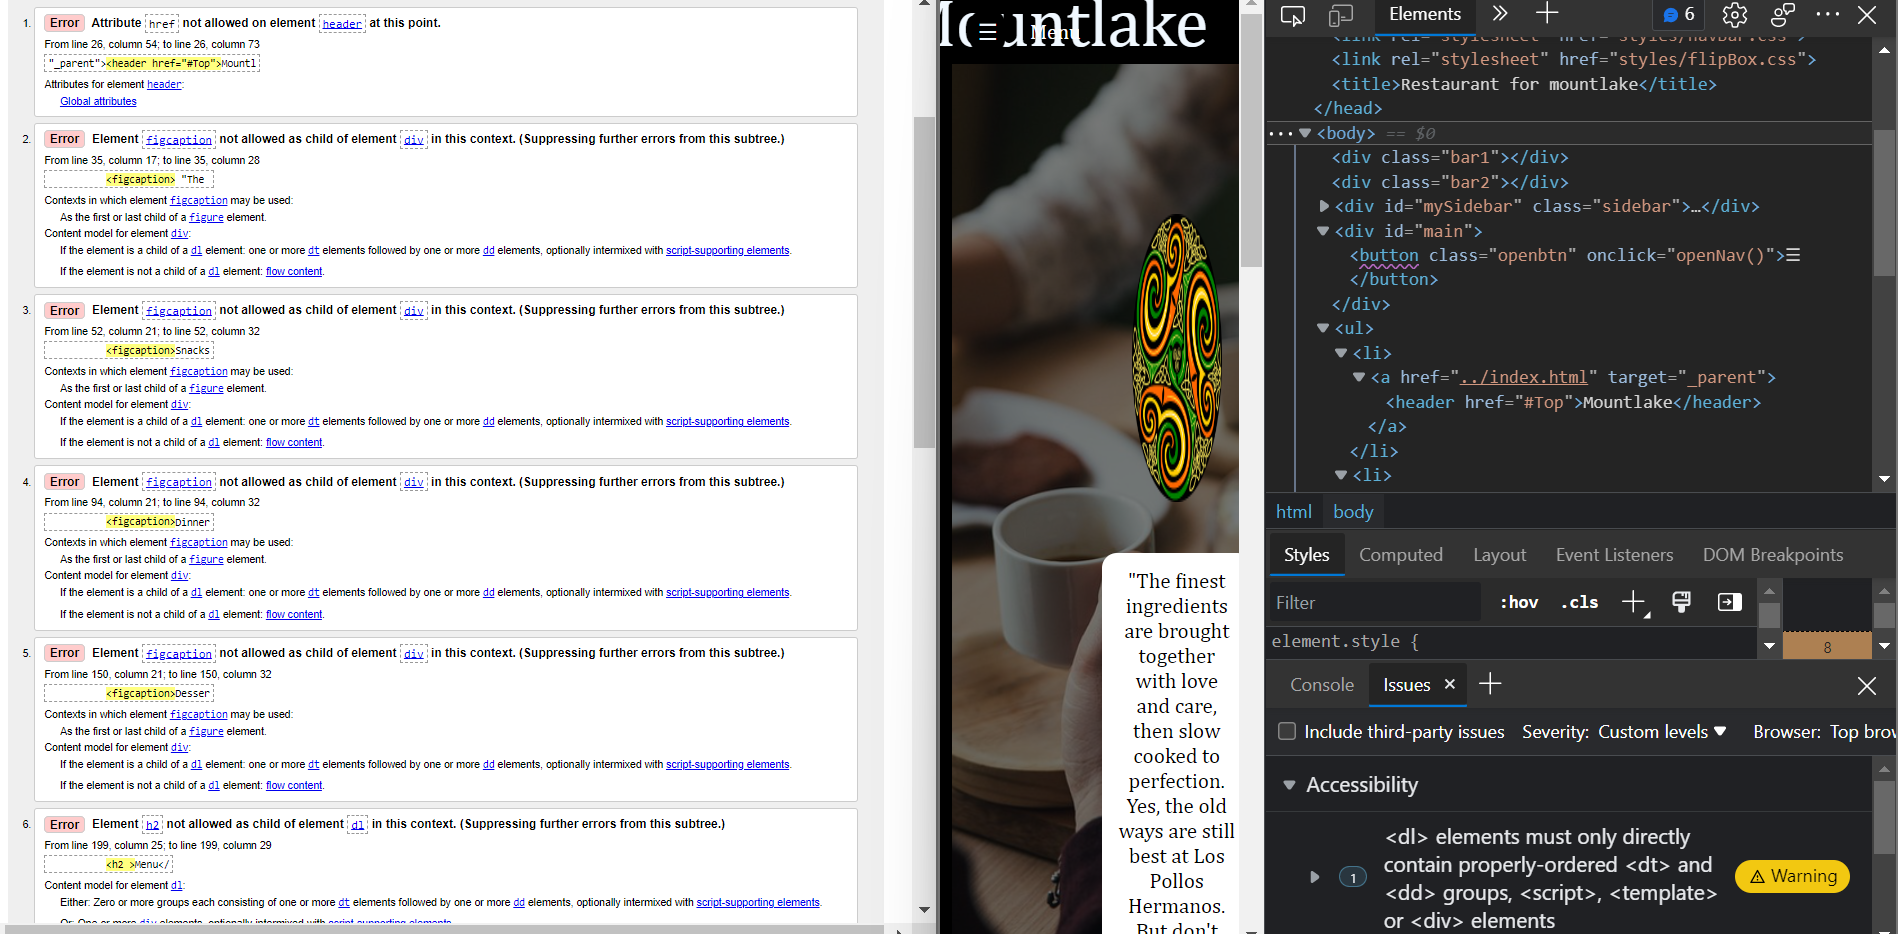 1. Error Attribute href not allowed on element header at this point.
From line 26, column 54; to line 26, column 73
"_parent"><header href="#Top">Mountl
Attributes for element header:
Global attributes
2. Error Element figcaption not allowed as child of element div in this context. (Suppressing further errors from this subtree.)
From line 35, column 17; to line 35, column 28
<figcaption> "The
Contexts in which element figcaption may be used:
As the first or last child of a figure element.
Content model for element div:
If the element is a child of a dl element: one or more dt elements followed by one or more dd elements, optionally intermixed with script-supporting elements.
If the element is not a child of a dl element: flow content.
3. Error Element figcaption not allowed as child of element div in this context. (Suppressing further errors from this subtree.)
From line 52, column 21; to line 52, column 32
<figcaption>Snacks
Contexts in which element figcaption may be used:
As the first or last child of a figure element.
Content model for element div:
If the element is a child of a dl element: one or more dt elements followed by one or more dd elements, optionally intermixed with script-supporting elements.
If the element is not a child of a dl element: flow content.
4. Error Element figcaption not allowed as child of element div in this context. (Suppressing further errors from this subtree.)
From line 94, column 21; to line 94, column 32
<figcaption>Dinner
Contexts in which element figcaption may be used:
As the first or last child of a figure element.
Content model for element div:
If the element is a child of a dl element: one or more dt elements followed by one or more dd elements, optionally intermixed with script-supporting elements.
If the element is not a child of a dl element: flow content.
5. Error Element figcaption not allowed as child of element div in this context. (Suppressing further errors from this subtree.)
From line 150, column 21; to line 150, column 32
<figcaption>Desser
Contexts in which element figcaption may be used:
As the first or last child of a figure element.
Content model for element div:
If the element is a child of a dl element: one or more dt elements followed by one or more dd elements, optionally intermixed with script-supporting elements.
If the element is not a child of a dl element: flow content.
6. Error Element h2 not allowed as child of element dl in this context. (Suppressing further errors from this subtree.)
From line 199, column 25; to line 199, column 29
<h2 >Menu</
Content model for element dl:
Either: Zero or more groups each consisting of one or more dt elements followed by one or more dd elements, optionally intermixed with script-supporting elements.
Or: One or more div elements, optionally intermixed with script-supporting elements.
Mountlake
☰ Menu
"The finest
ingredients
are brought
together
with love
and care,
then slow
cooked to
perfection.
Yes, the old
ways are still
best at Los
Pollos
Hermanos.
But don't
Elements
6
<link rel="stylesheet" href="styles/navBar.css">
<link rel="stylesheet" href="styles/flipBox.css">
<title>Restaurant for mountlake</title>
</head>
<body> == $0
<div class="bar1"></div>
<div class="bar2"></div>
<div id="mySidebar" class="sidebar">…</div>
<div id="main">
<button class="openbtn" onclick="openNav()">☰
</button>
</div>
<ul>
<li>
<a href="../index.html" target="_parent">
<header href="#Top">Mountlake</header>
</a>
</li>
<li>
html body
Styles Computed Layout Event Listeners DOM Breakpoints
Filter :hov .cls
element.style {
8
Console Issues
Include third-party issues Severity: Custom levels Browser: Top brow
Accessibility
1 <dl> elements must only directly
contain properly-ordered <dt> and
<dd> groups, <script>, <template>
or <div> elements
Warning